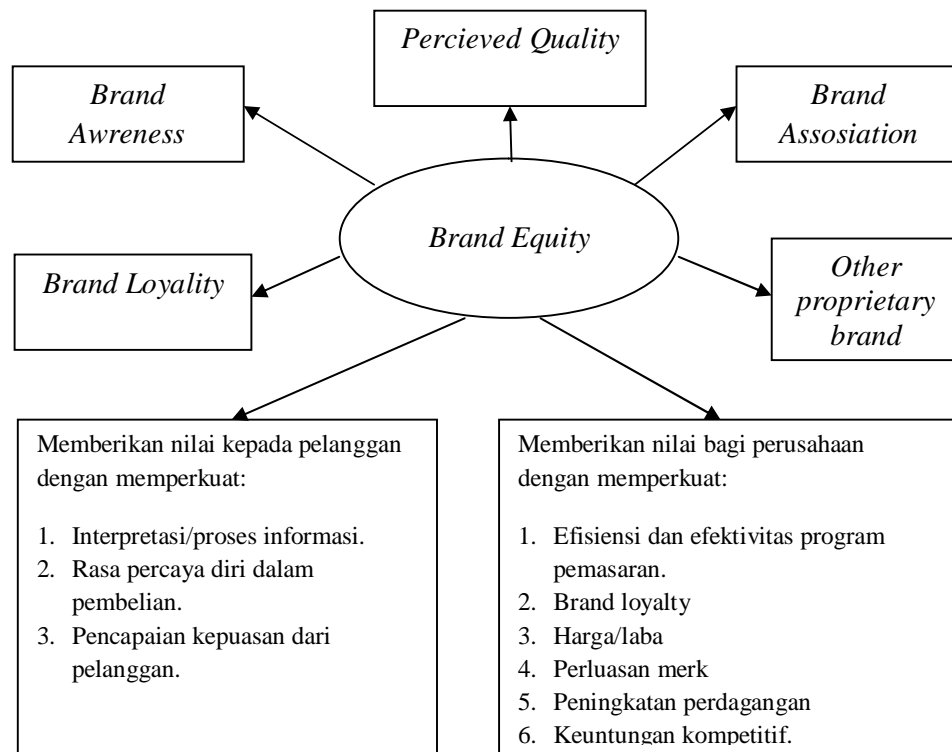 Percieved Quality
Brand
Awreness
Brand
Assosiation
Brand Equity
Brand Loyality
Other
proprietary
brand
Memberikan nilai kepada pelanggan
dengan memperkuat:
1. Interpretasi/proses informasi.
2. Rasa percaya diri dalam
pembelian.
3. Pencapaian kepuasan dari
pelanggan.
Memberikan nilai bagi perusahaan
dengan memperkuat:
1. Efisiensi dan efektivitas program
pemasaran.
2. Brand loyalty
3. Harga/laba
4. Perluasan merk
5. Peningkatan perdagangan
6. Keuntungan kompetitif.